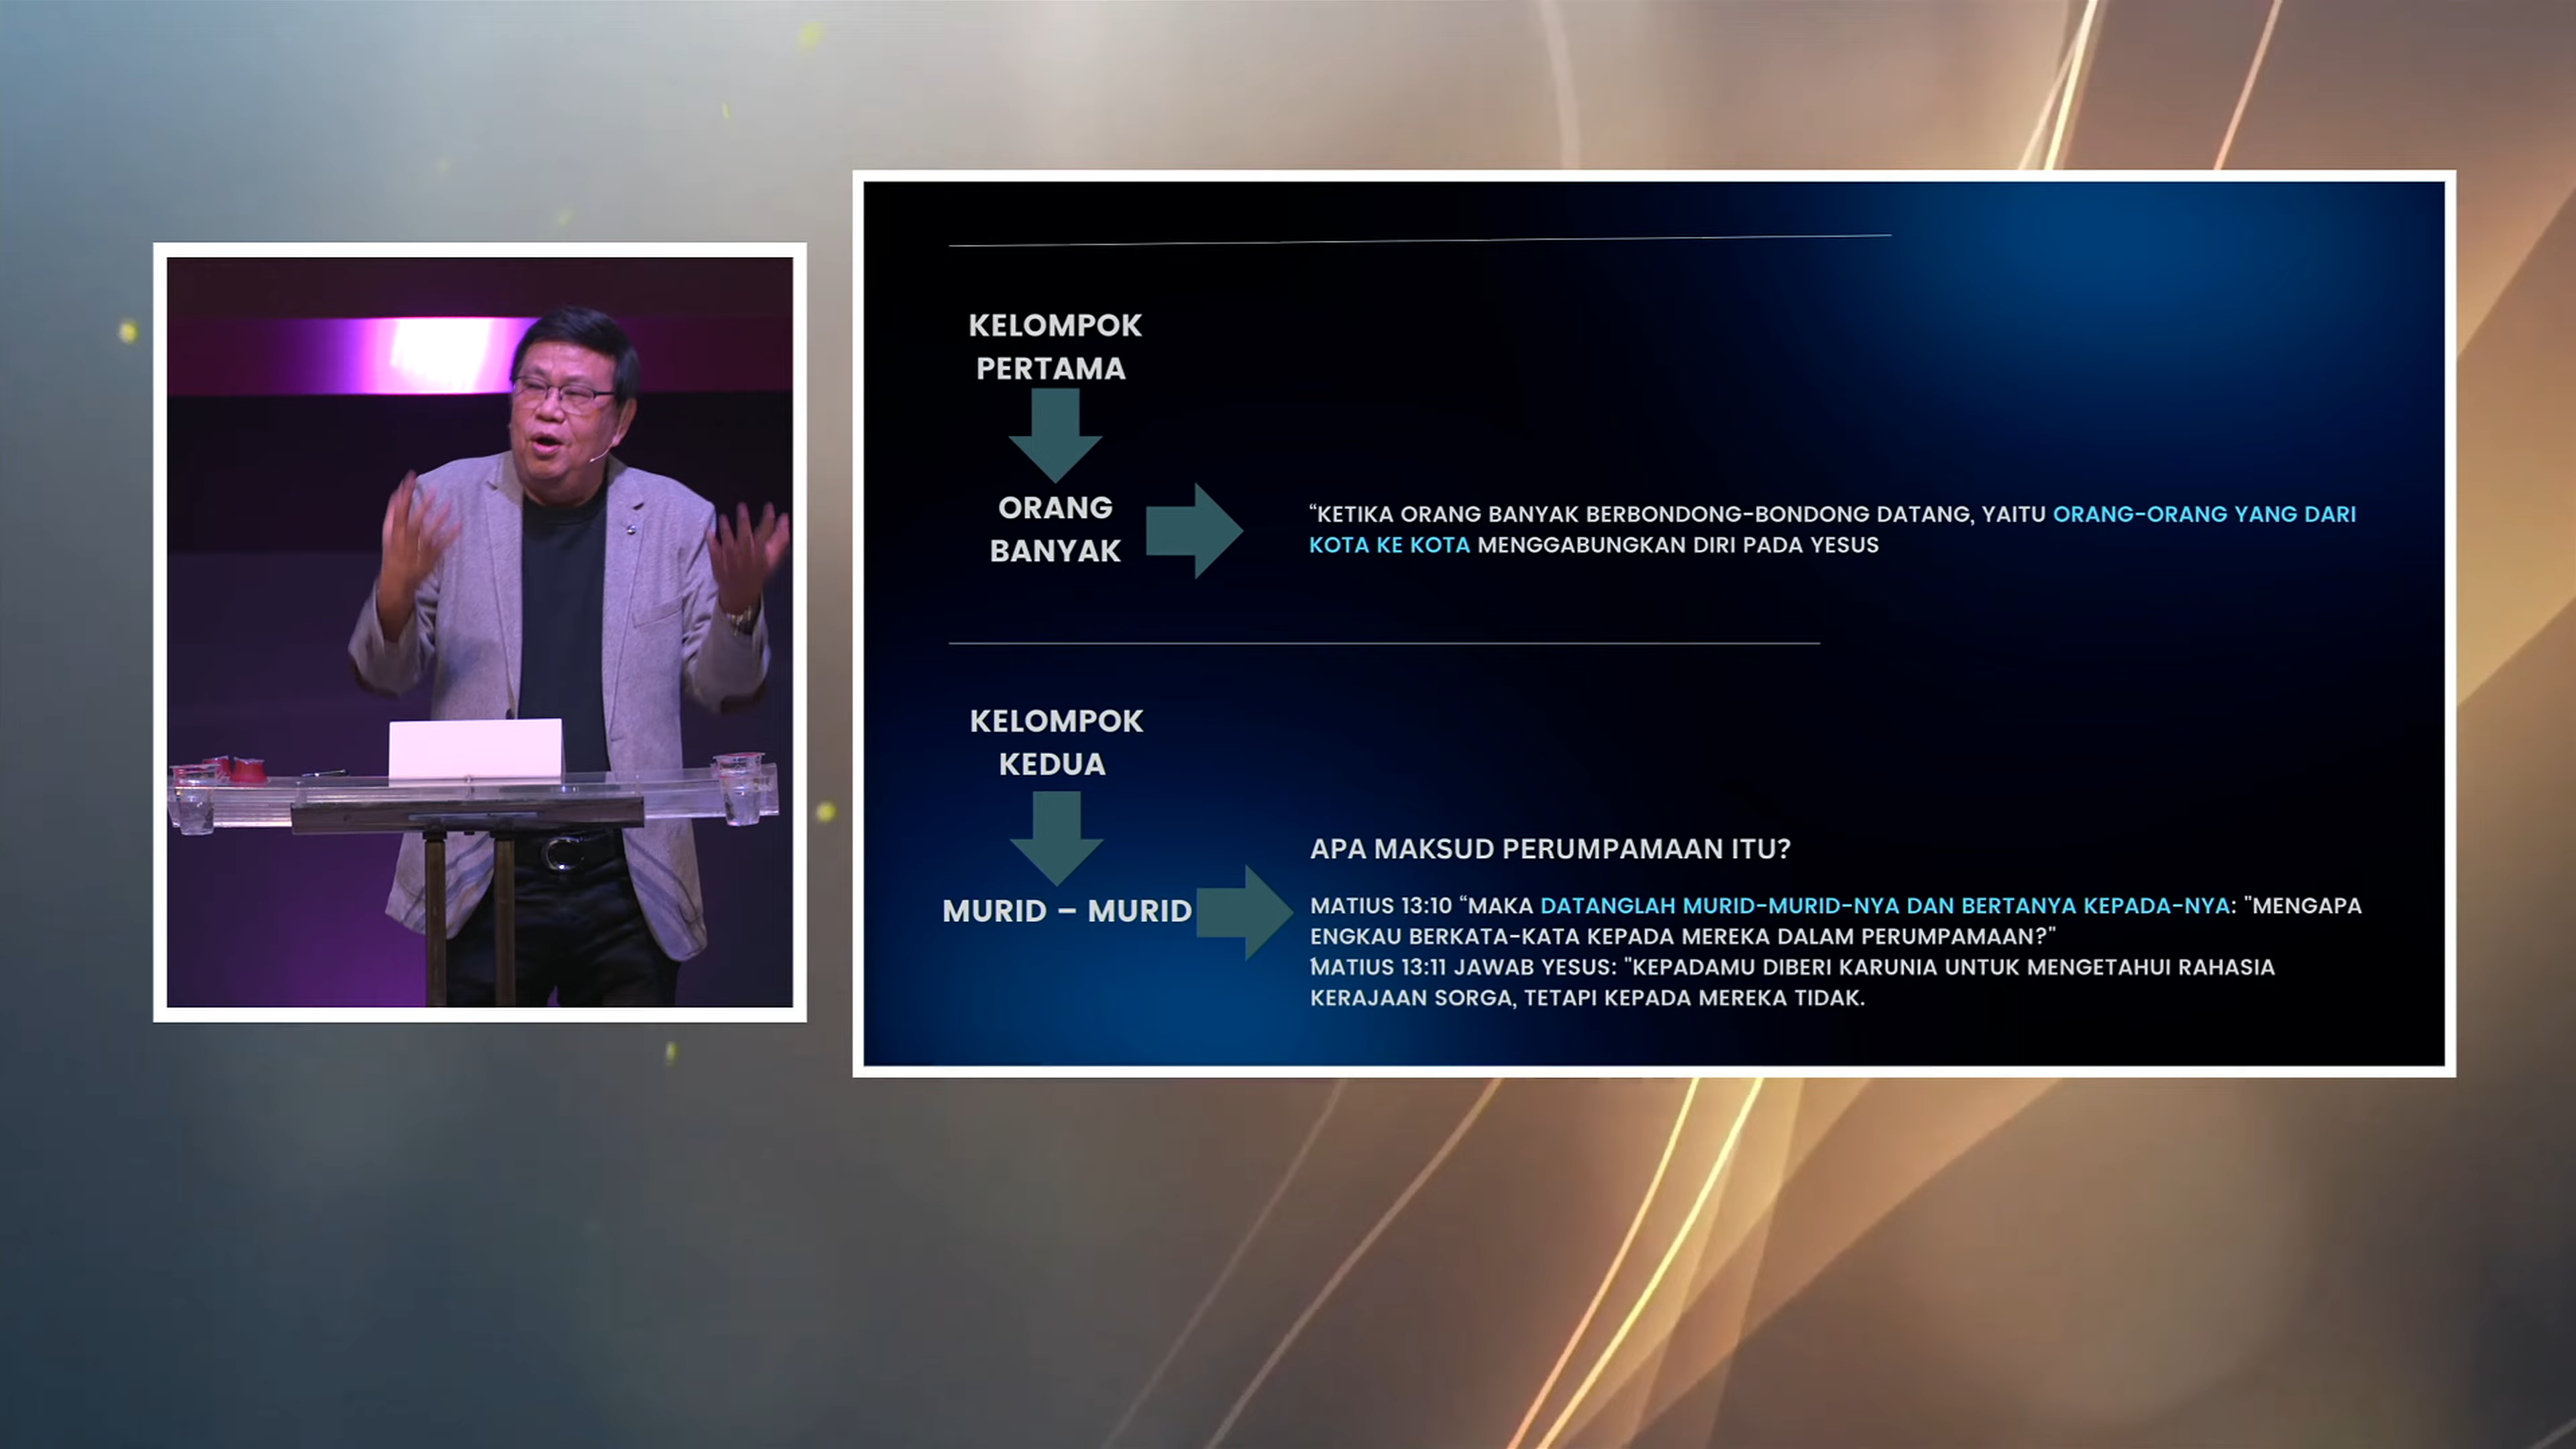 KELOMPOK
PERTAMA
ORANG
BANYAK
“KETIKA ORANG BANYAK BERBONDONG-BONDONG DATANG, YAITU ORANG-ORANG YANG DARI
KOTA KE KOTA MENGGABUNGKAN DIRI PADA YESUS
KELOMPOK
KEDUA
MURID – MURID
APA MAKSUD PERUMPAMAAN ITU?
MATIUS 13:10 “MAKA DATANGLAH MURID-MURID-NYA DAN BERTANYA KEPADA-NYA: "MENGAPA
ENGKAU BERKATA-KATA KEPADA MEREKA DALAM PERUMPAMAAN?"
MATIUS 13:11 JAWAB YESUS: "KEPADAMU DIBERI KARUNIA UNTUK MENGETAHUI RAHASIA
KERAJAAN SORGA, TETAPI KEPADA MEREKA TIDAK.